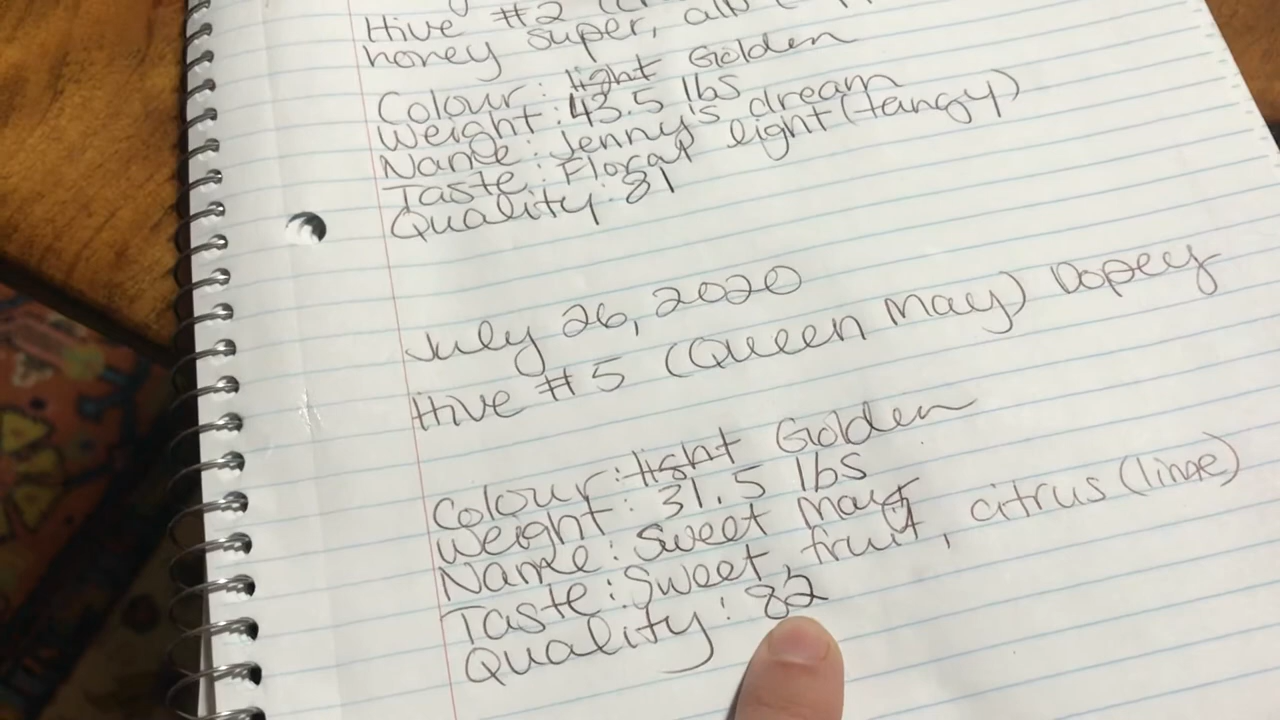 Hive #2
honey super,
Colour: light Golden
Weight: 43.5 lbs
Name: Jenny's dream
Taste: Floral light (tangy)
Quality: 81
July 26, 2020
Hive #5 (Queen May) Dopey
Colour: light Golden
Weight: 31.5 lbs
Name: Sweet May
Taste: Sweet, fruit, citrus (lime)
Quality: 82